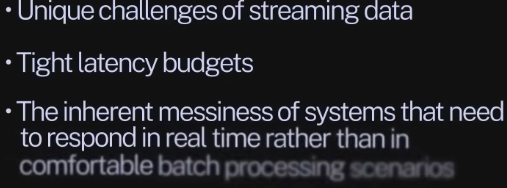 • Unique challenges of streaming data
• Tight latency budgets
• The inherent messiness of systems that need
to respond in real time rather than in
comfortable batch processing scenarios